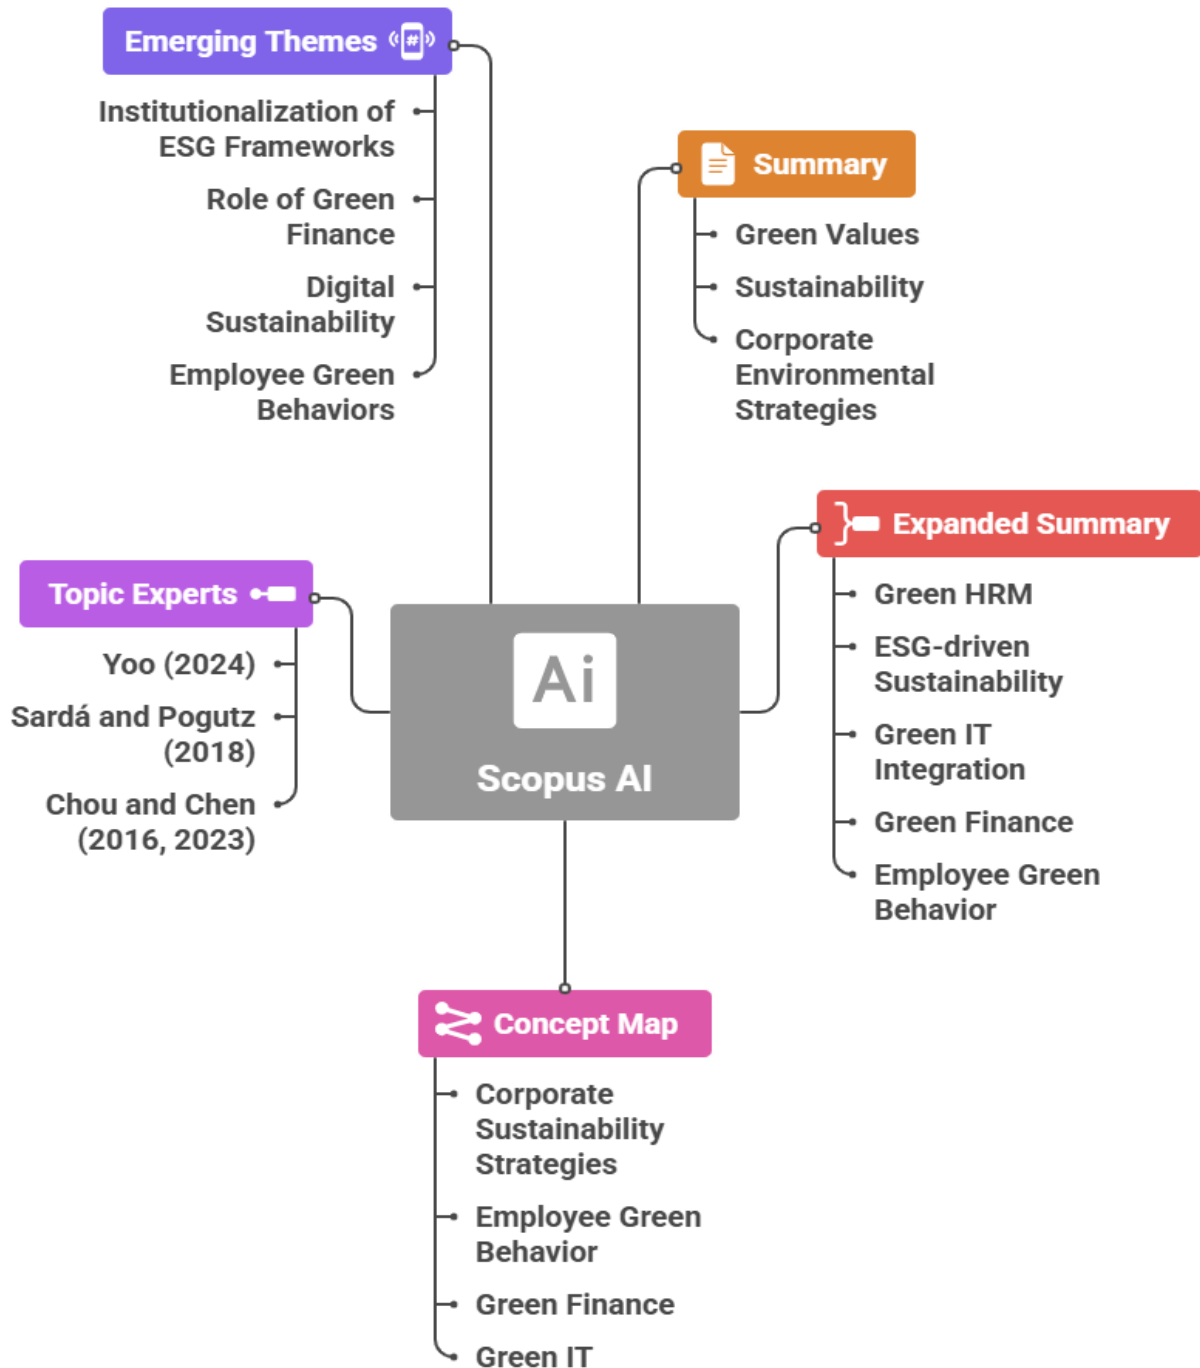 Emerging Themes
#
Institutionalization of
ESG Frameworks
Role of Green
Finance
Digital
Sustainability
Employee Green
Behaviors
Summary
Green Values
Sustainability
Corporate
Environmental
Strategies
Expanded Summary
Green HRM
ESG-driven
Sustainability
Green IT
Integration
Green Finance
Employee Green
Behavior
Topic Experts
Yoo (2024)
Sardá and Pogutz
(2018)
Chou and Chen
(2016, 2023)
Ai
Scopus AI
Concept Map
Corporate
Sustainability
Strategies
Employee Green
Behavior
Green Finance
Green IT